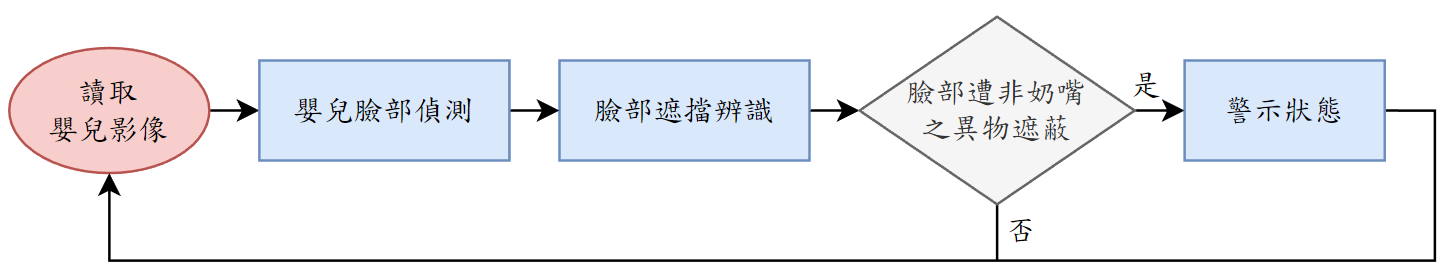 讀取
嬰兒影像
嬰兒臉部偵測
臉部遮擋辨識
臉部遭非奶嘴
之異物遮蔽
是
警示狀態
否